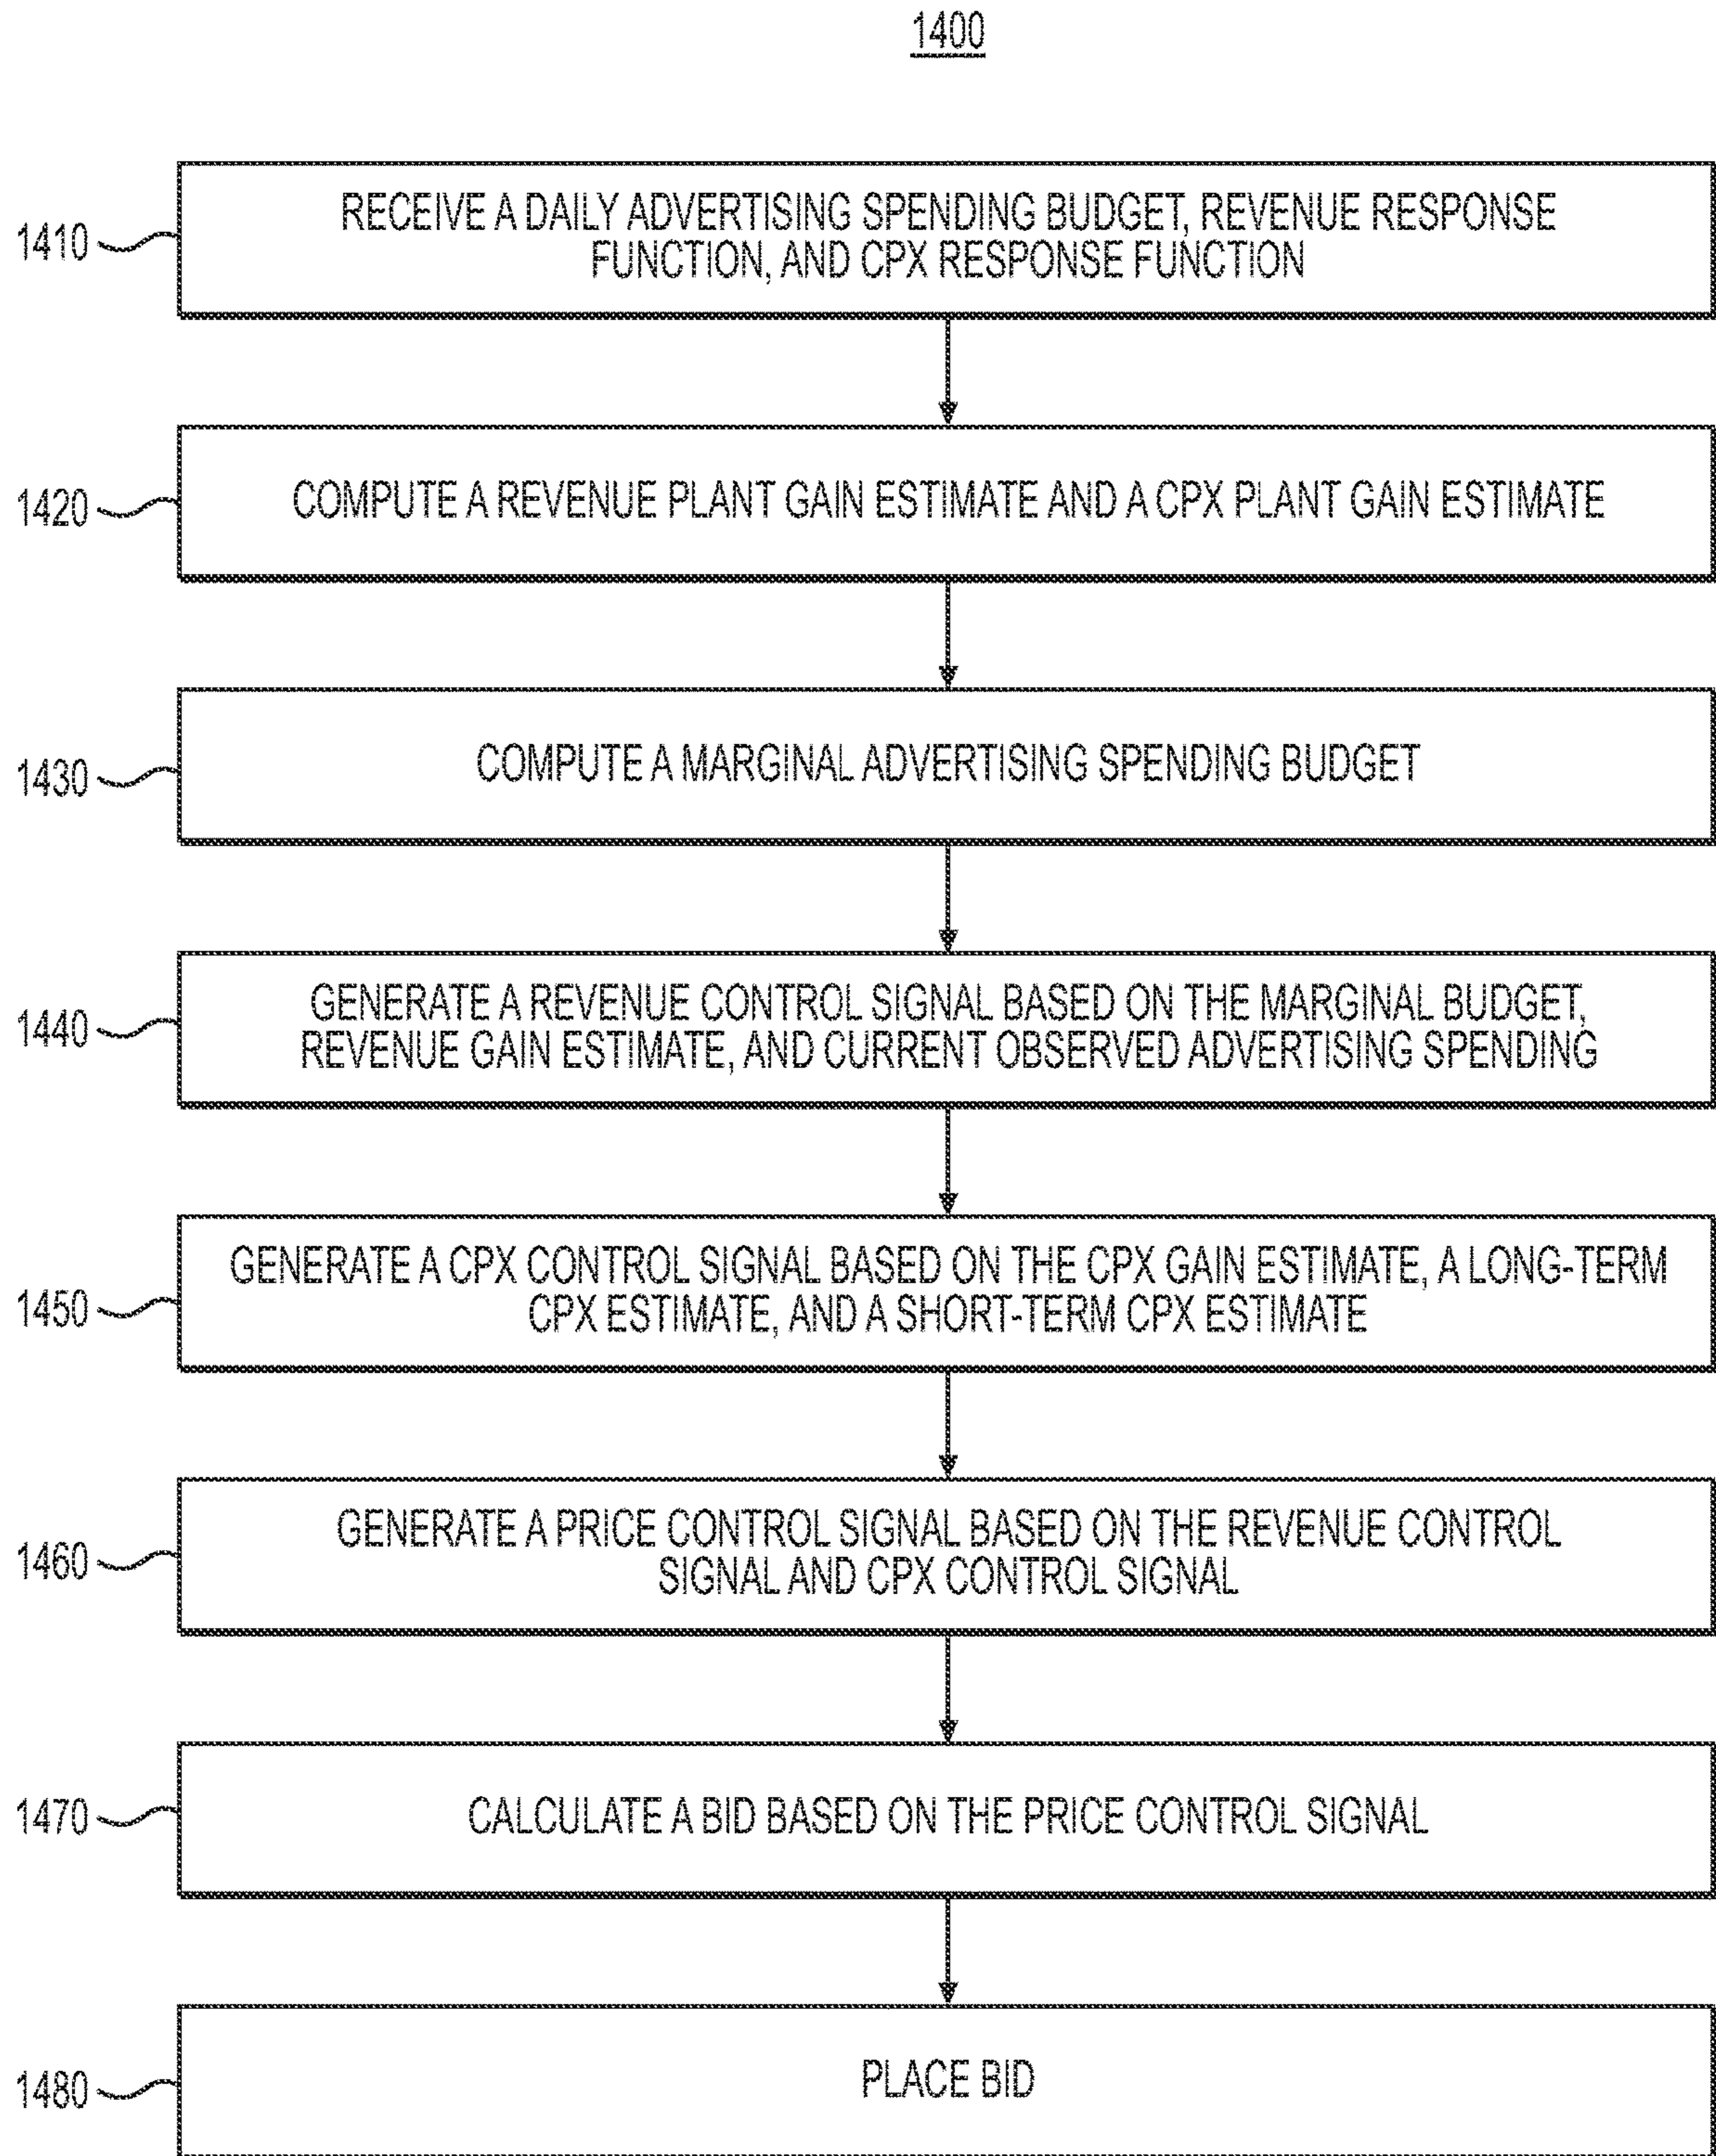 1400
1410
RECEIVE A DAILY ADVERTISING SPENDING BUDGET, REVENUE RESPONSE
FUNCTION, AND CPX RESPONSE FUNCTION
1420
COMPUTE A REVENUE PLANT GAIN ESTIMATE AND A CPX PLANT GAIN ESTIMATE
1430
COMPUTE A MARGINAL ADVERTISING SPENDING BUDGET
1440
GENERATE A REVENUE CONTROL SIGNAL BASED ON THE MARGINAL BUDGET,
REVENUE GAIN ESTIMATE, AND CURRENT OBSERVED ADVERTISING SPENDING
1450
GENERATE A CPX CONTROL SIGNAL BASED ON THE CPX GAIN ESTIMATE, A LONG-TERM
CPX ESTIMATE, AND A SHORT-TERM CPX ESTIMATE
1460
GENERATE A PRICE CONTROL SIGNAL BASED ON THE REVENUE CONTROL
SIGNAL AND CPX CONTROL SIGNAL
1470
CALCULATE A BID BASED ON THE PRICE CONTROL SIGNAL
1480
PLACE BID